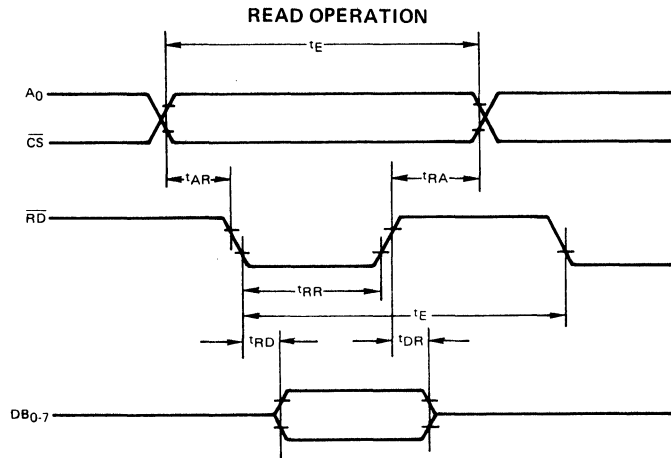 READ OPERATION
tE
A0
CS
tAR
tRA
RD
tRR
tE
tRD
tDR
DB0-7